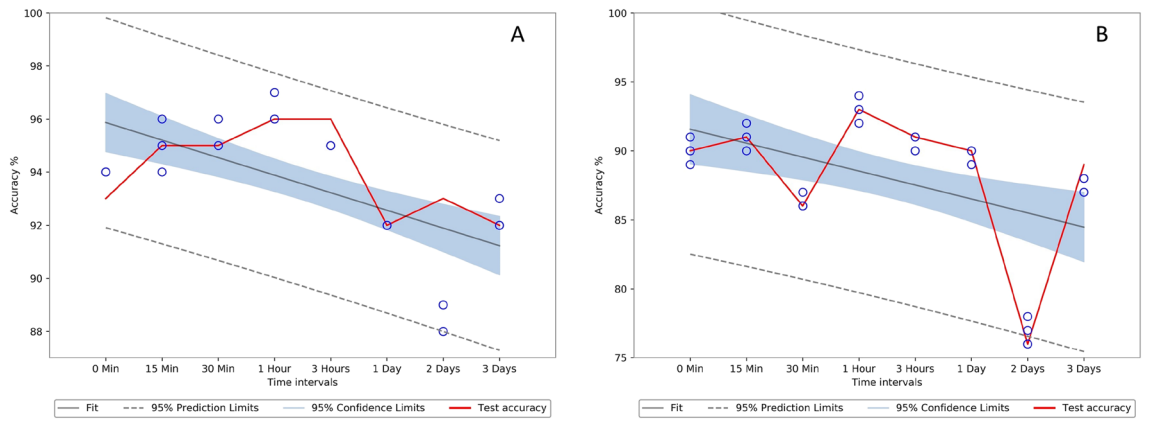 A
100
98
96
94
92
90
88
Accuracy %
0 Min 15 Min 30 Min 1 Hour 3 Hours 1 Day 2 Days 3 Days
Time intervals
Fit 95% Prediction Limits 95% Confidence Limits Test accuracy
B
100
95
90
85
80
75
Accuracy %
0 Min 15 Min 30 Min 1 Hour 3 Hours 1 Day 2 Days 3 Days
Time intervals
Fit 95% Prediction Limits 95% Confidence Limits Test accuracy